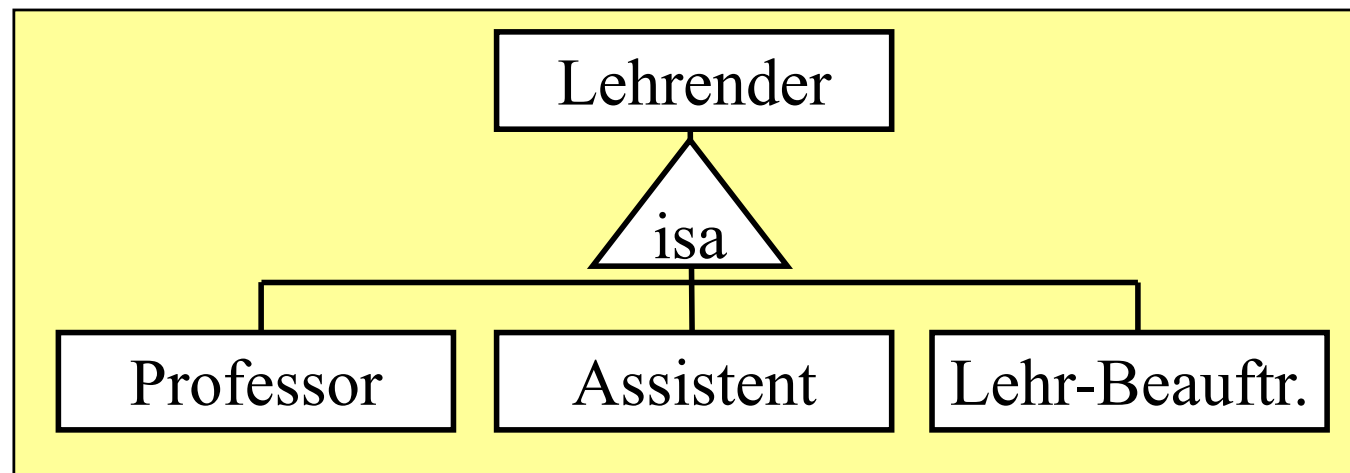 Lehrender
isa
Professor
Assistent
Lehr-Beauftr.